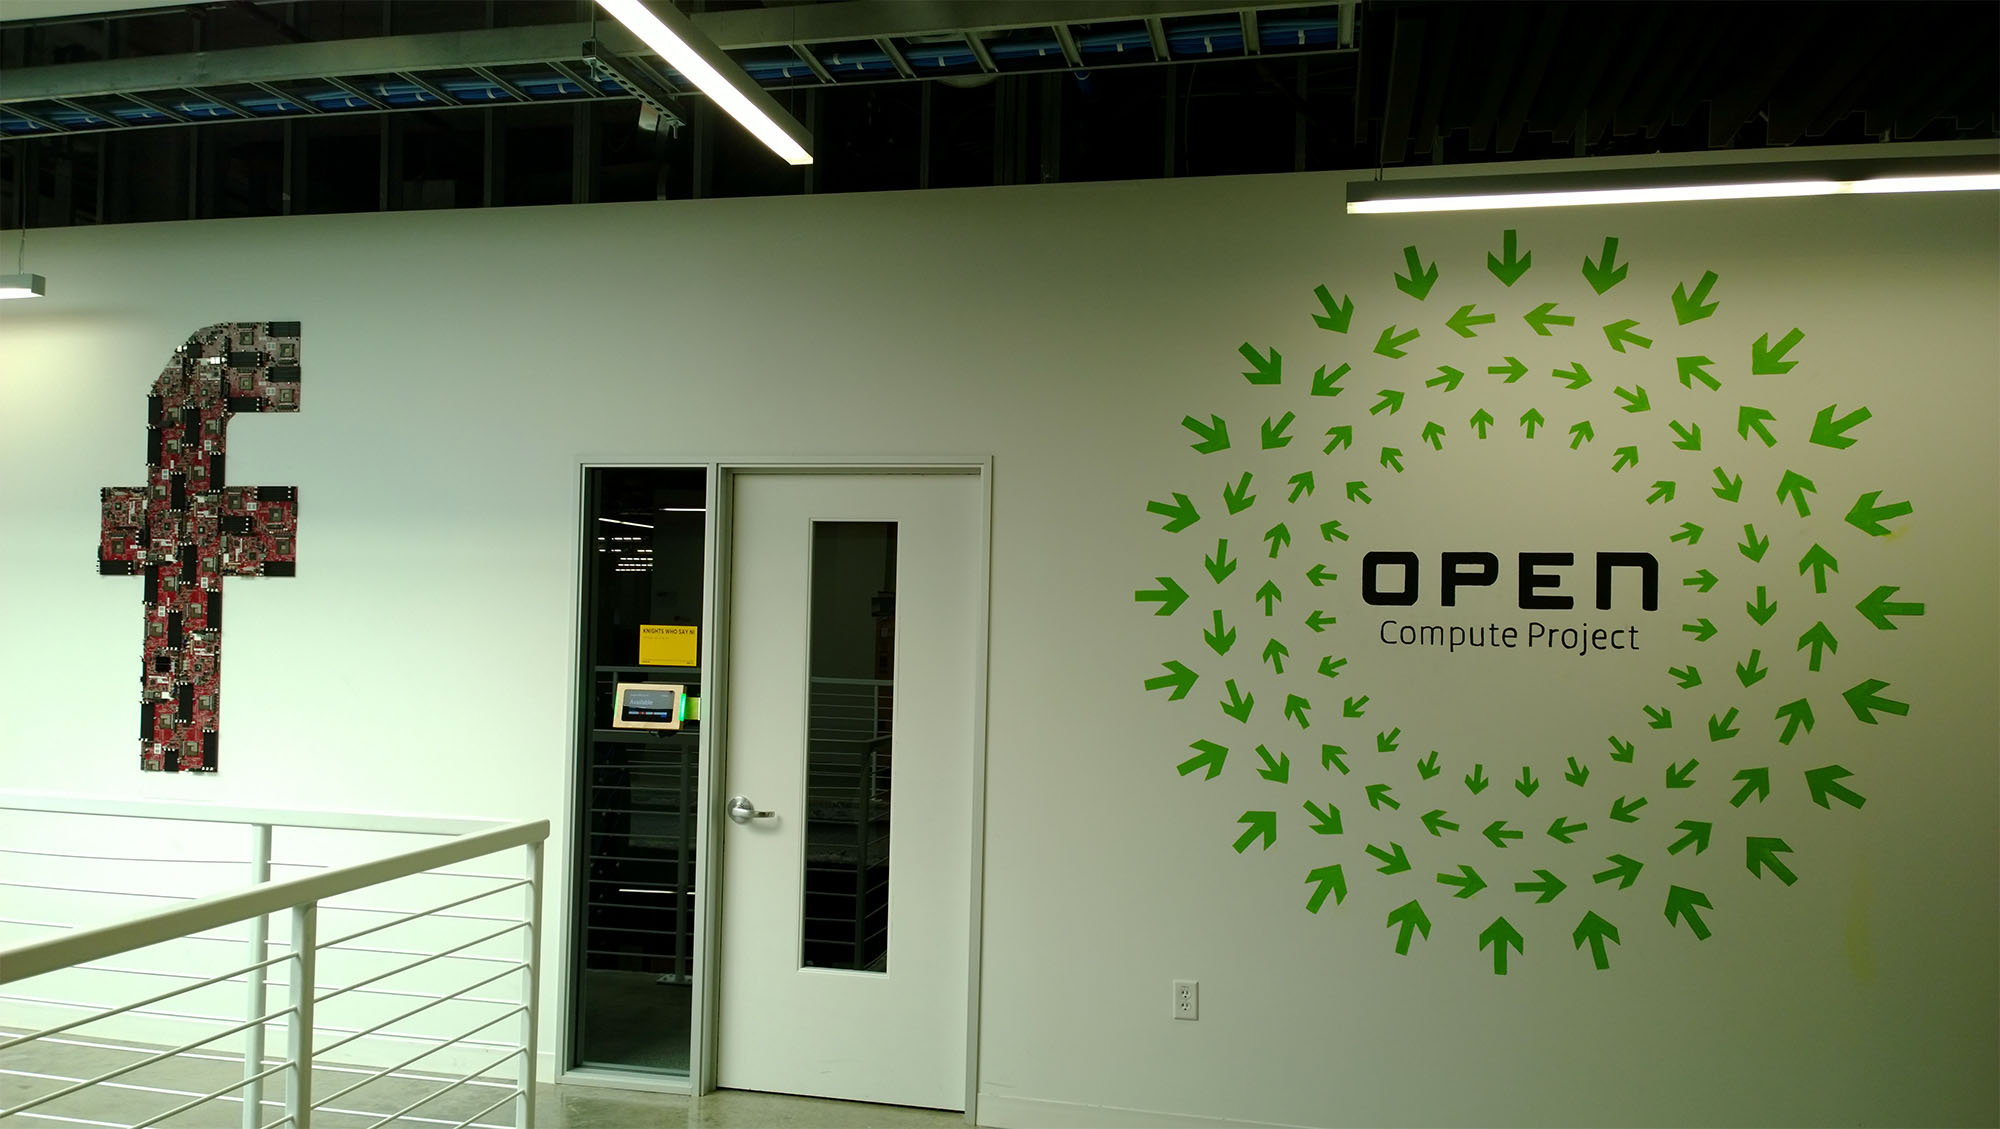 f
KNIGHTS WHO SAY NI
Available
OPEN
Compute Project